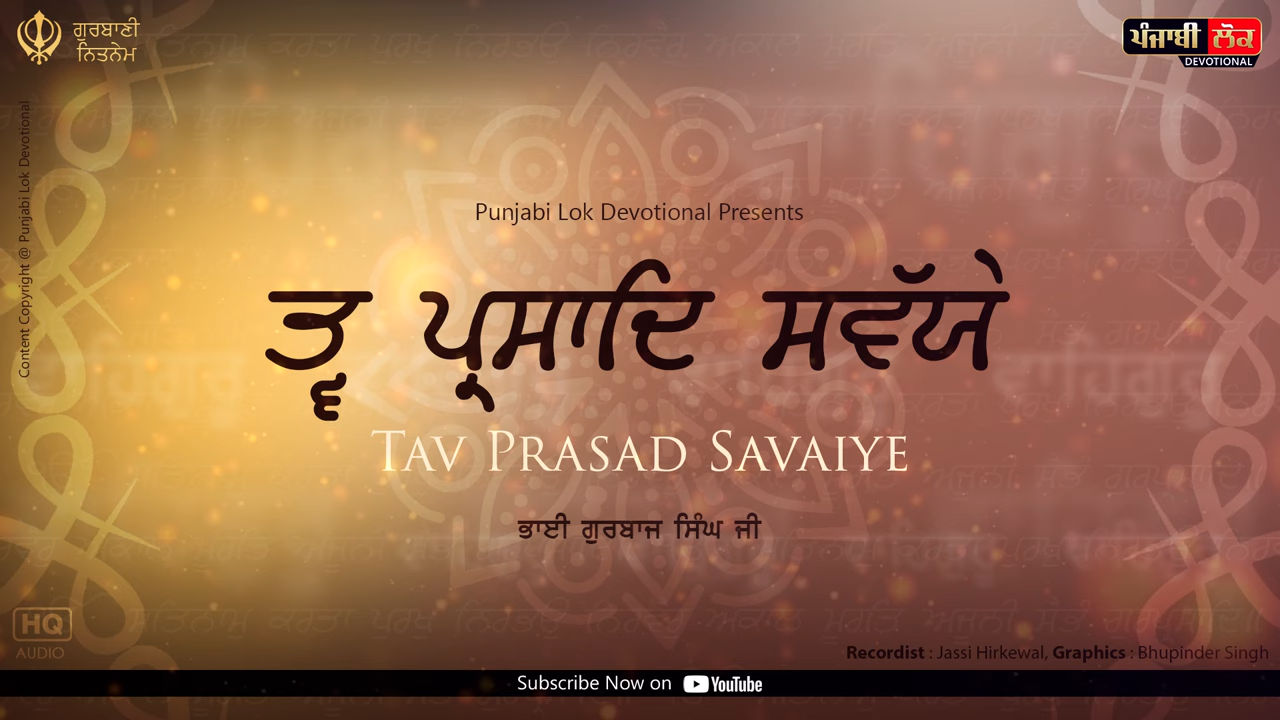 ਗੁਰਬਾਣੀ
ਨਿਤਨੇਮ
ਪੰਜਾਬੀ ਲੋਕ
DEVOTIONAL
Content Copyright @ Punjabi Lok Devotional
Punjabi Lok Devotional Presents
ਤ੍ਵ ਪ੍ਰਸਾਦਿ ਸਵੱਯੇ
TAV PRASAD SAVAIYE
ਭਾਈ ਗੁਰਬਾਜ ਸਿੰਘ ਜੀ
ਵਾਹਿਗੁਰੂ
HQ
AUDIO
Recordist : Jassi Hirkewal, Graphics : Bhupinder Singh
Subscribe Now on YouTube